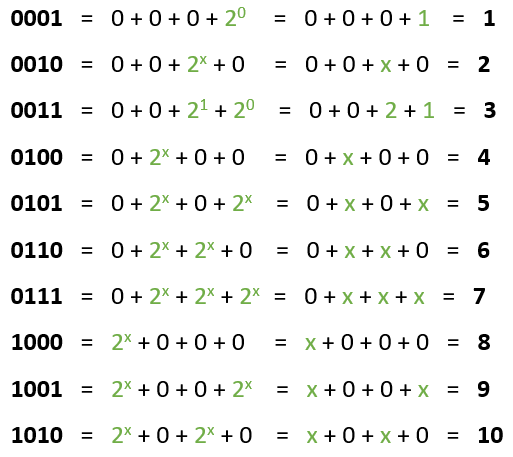 0001 = 0 + 0 + 0 + 2⁰ = 0 + 0 + 0 + 1 = 1
0010 = 0 + 0 + 2ˣ + 0 = 0 + 0 + x + 0 = 2
0011 = 0 + 0 + 2¹ + 2⁰ = 0 + 0 + 2 + 1 = 3
0100 = 0 + 2ˣ + 0 + 0 = 0 + x + 0 + 0 = 4
0101 = 0 + 2ˣ + 0 + 2ˣ = 0 + x + 0 + x = 5
0110 = 0 + 2ˣ + 2ˣ + 0 = 0 + x + x + 0 = 6
0111 = 0 + 2ˣ + 2ˣ + 2ˣ = 0 + x + x + x = 7
1000 = 2ˣ + 0 + 0 + 0 = x + 0 + 0 + 0 = 8
1001 = 2ˣ + 0 + 0 + 2ˣ = x + 0 + 0 + x = 9
1010 = 2ˣ + 0 + 2ˣ + 0 = x + 0 + x + 0 = 10